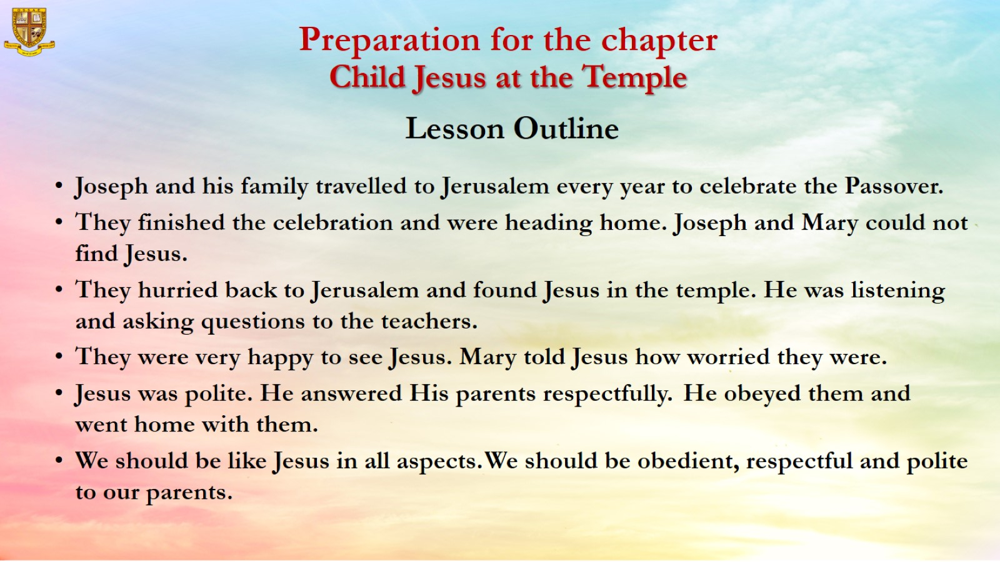 Preparation for the chapter
Child Jesus at the Temple
Lesson Outline
• Joseph and his family travelled to Jerusalem every year to celebrate the Passover.
• They finished the celebration and were heading home. Joseph and Mary could not
find Jesus.
• They hurried back to Jerusalem and found Jesus in the temple. He was listening
and asking questions to the teachers.
• They were very happy to see Jesus. Mary told Jesus how worried they were.
• Jesus was polite. He answered His parents respectfully. He obeyed them and
went home with them.
• We should be like Jesus in all aspects.We should be obedient, respectful and polite
to our parents.